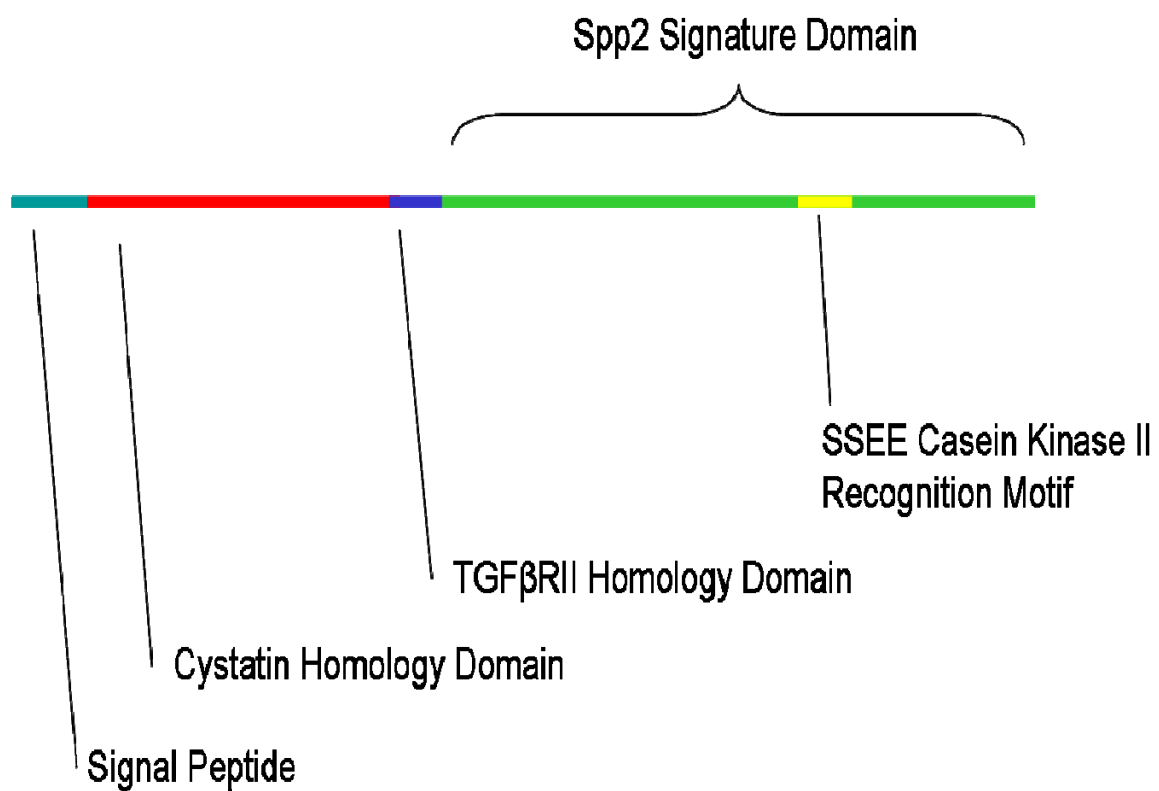 Spp2 Signature Domain
SSEE Casein Kinase II
Recognition Motif
TGFβRII Homology Domain
Cystatin Homology Domain
Signal Peptide